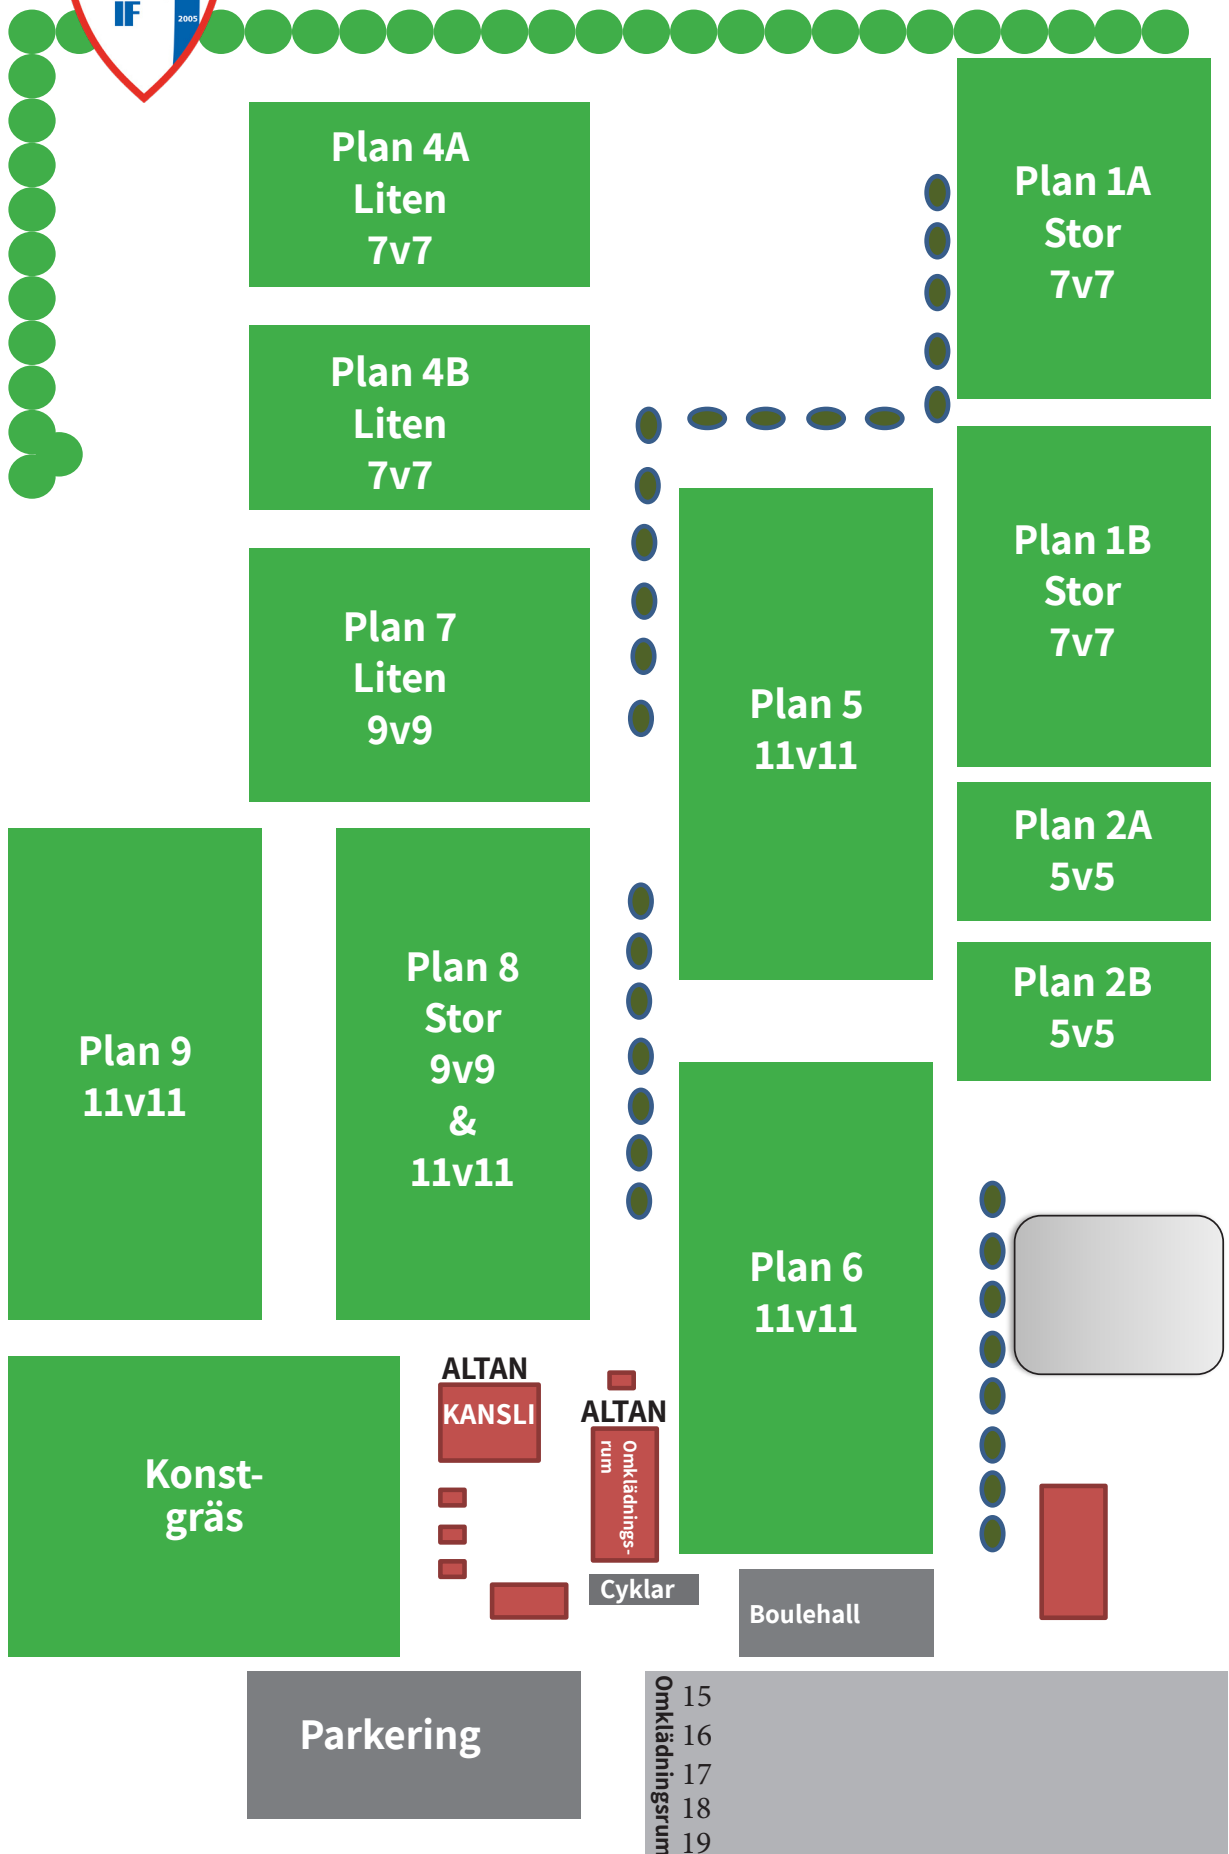 IF
2005
Plan 4A
Liten
7v7
Plan 1A
Stor
7v7
Plan 4B
Liten
7v7
Plan 1B
Stor
7v7
Plan 7
Liten
9v9
Plan 5
11v11
Plan 2A
5v5
Plan 8
Stor
9v9
&
11v11
Plan 2B
5v5
Plan 9
11v11
Plan 6
11v11
ALTAN
KANSLI
ALTAN
Omklädnings-
rum
Konst-
gräs
Cyklar
Boulehall
Parkering
Omklädningsrum
15
16
17
18
19